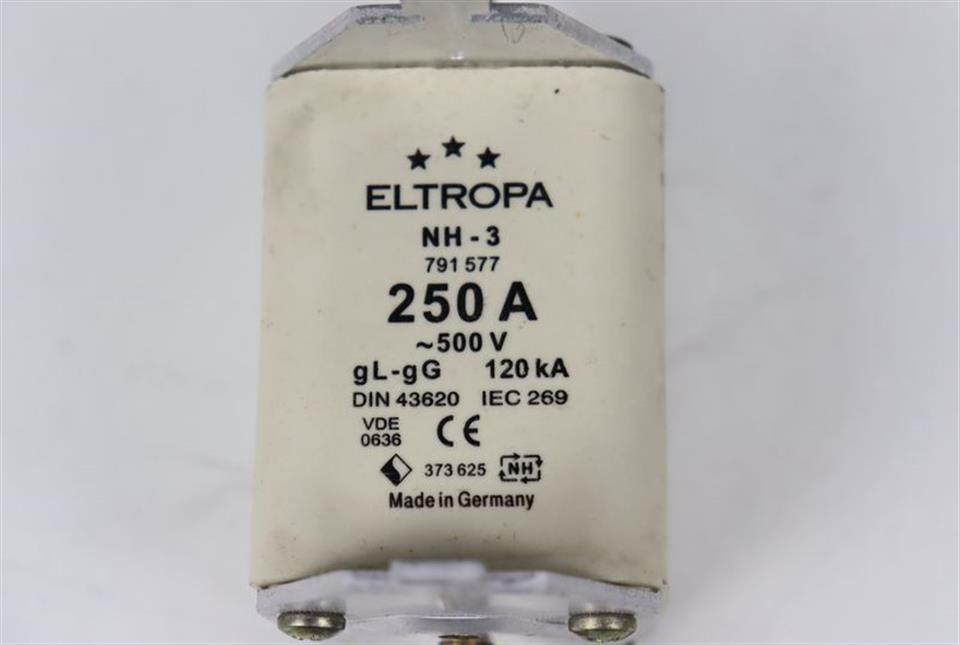 ELTROPA
NH - 3
791 577
250 A
~500 V
gL-gG 120 kA
DIN 43620 IEC 269
VDE
0636 CE
373 625 NH
Made in Germany